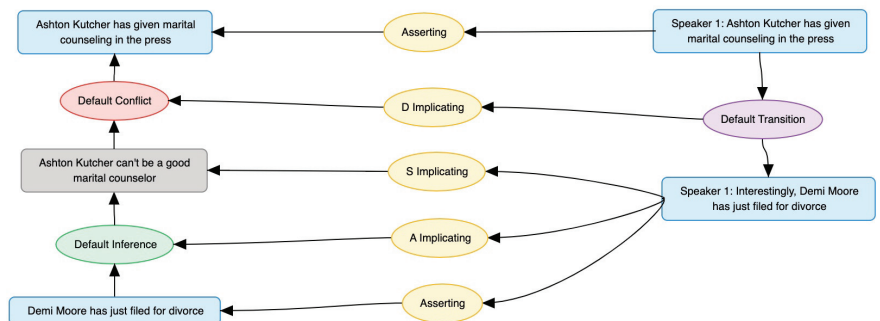 Ashton Kutcher has given marital
counseling in the press
Asserting
Speaker 1: Ashton Kutcher has given
marital counseling in the press
Default Conflict
D Implicating
Default Transition
Ashton Kutcher can't be a good
marital counselor
S Implicating
Speaker 1: Interestingly, Demi Moore
has just filed for divorce
Default Inference
A Implicating
Demi Moore has just filed for divorce
Asserting